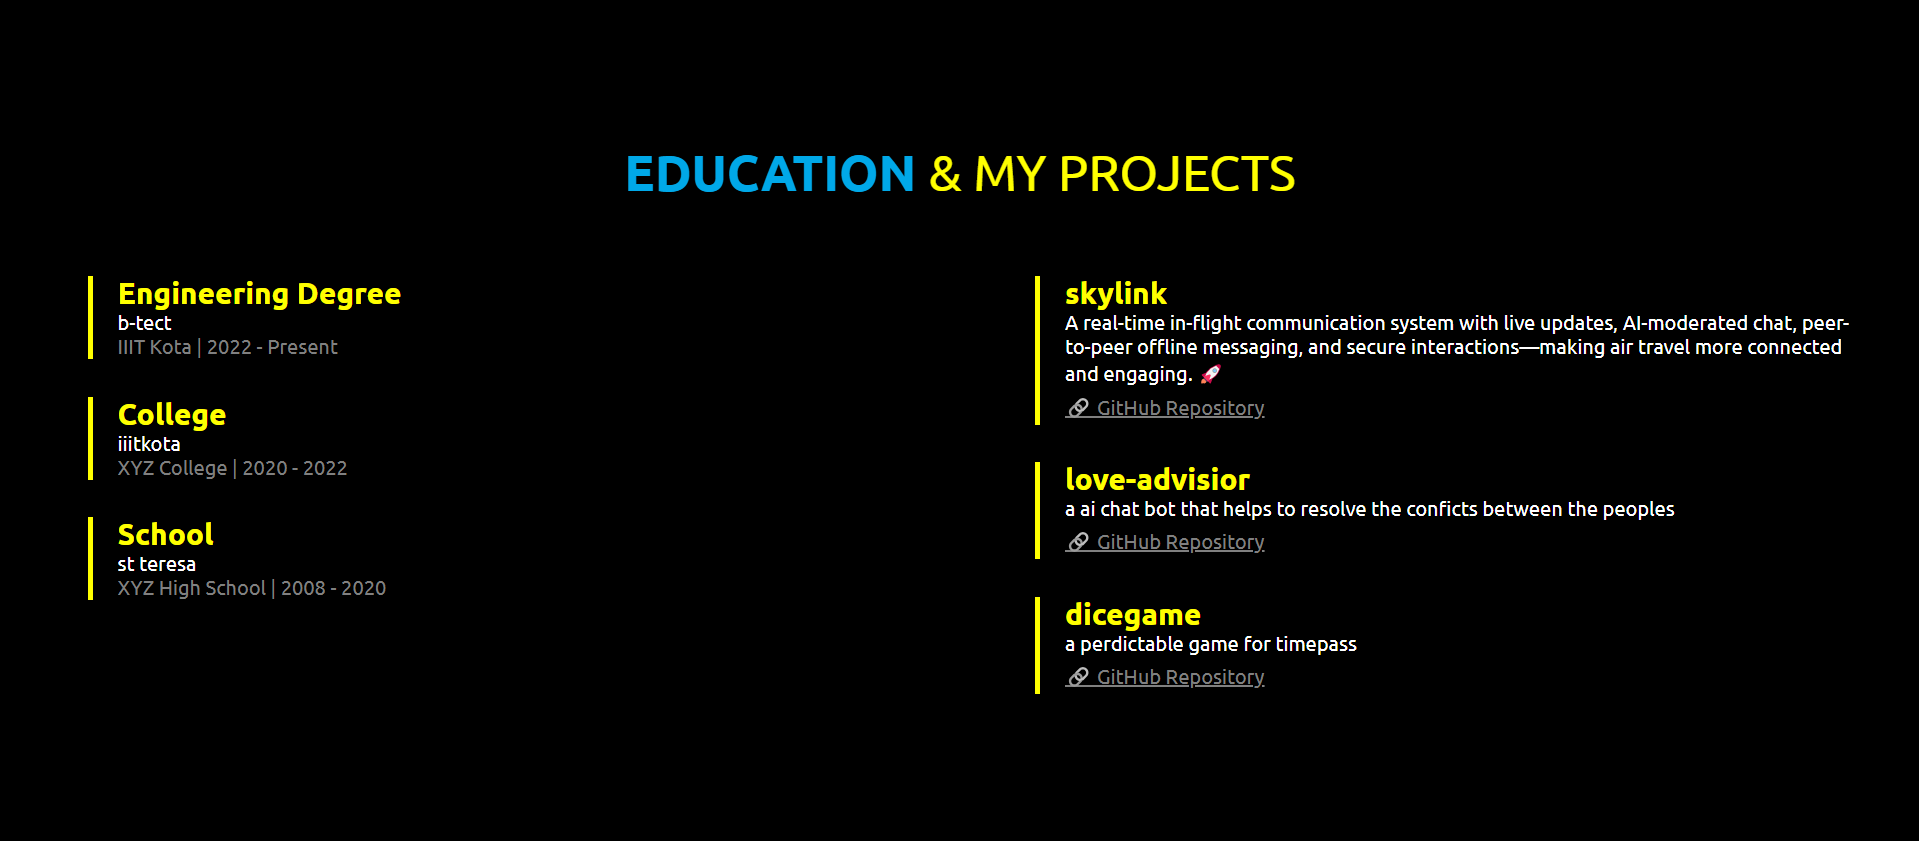 EDUCATION & MY PROJECTS
Engineering Degree
b-tect
IIIT Kota | 2022 - Present
College
iiitkota
XYZ College | 2020 - 2022
School
st teresa
XYZ High School | 2008 - 2020
skylink
A real-time in-flight communication system with live updates, AI-moderated chat, peer-
to-peer offline messaging, and secure interactions—making air travel more connected
and engaging. 🚀
🔗 GitHub Repository
love-advisior
a ai chat bot that helps to resolve the conficts between the peoples
🔗 GitHub Repository
dicegame
a perdictable game for timepass
🔗 GitHub Repository